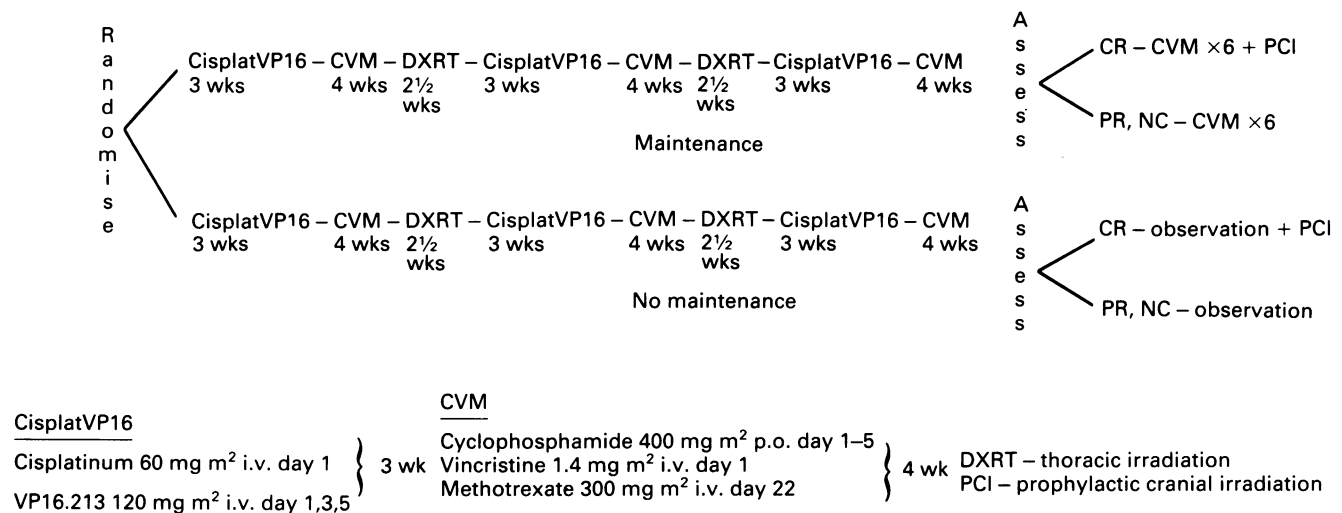 Randomise
CisplatVP16 – CVM – DXRT – CisplatVP16 – CVM – DXRT – CisplatVP16 – CVM
3 wks 4 wks 2½ 3 wks 4 wks 2½ 3 wks 4 wks
wks wks
Maintenance
Assess
CR – CVM ×6 + PCI
PR, NC – CVM ×6
CisplatVP16 – CVM – DXRT – CisplatVP16 – CVM – DXRT – CisplatVP16 – CVM
3 wks 4 wks 2½ 3 wks 4 wks 2½ 3 wks 4 wks
wks wks
No maintenance
Assess
CR – observation + PCI
PR, NC – observation
CisplatVP16
Cisplatinum 60 mg m² i.v. day 1
VP16.213 120 mg m² i.v. day 1,3,5
3 wk
CVM
Cyclophosphamide 400 mg m² p.o. day 1–5
Vincristine 1.4 mg m² i.v. day 1
Methotrexate 300 mg m² i.v. day 22
4 wk
DXRT – thoracic irradiation
PCI – prophylactic cranial irradiation